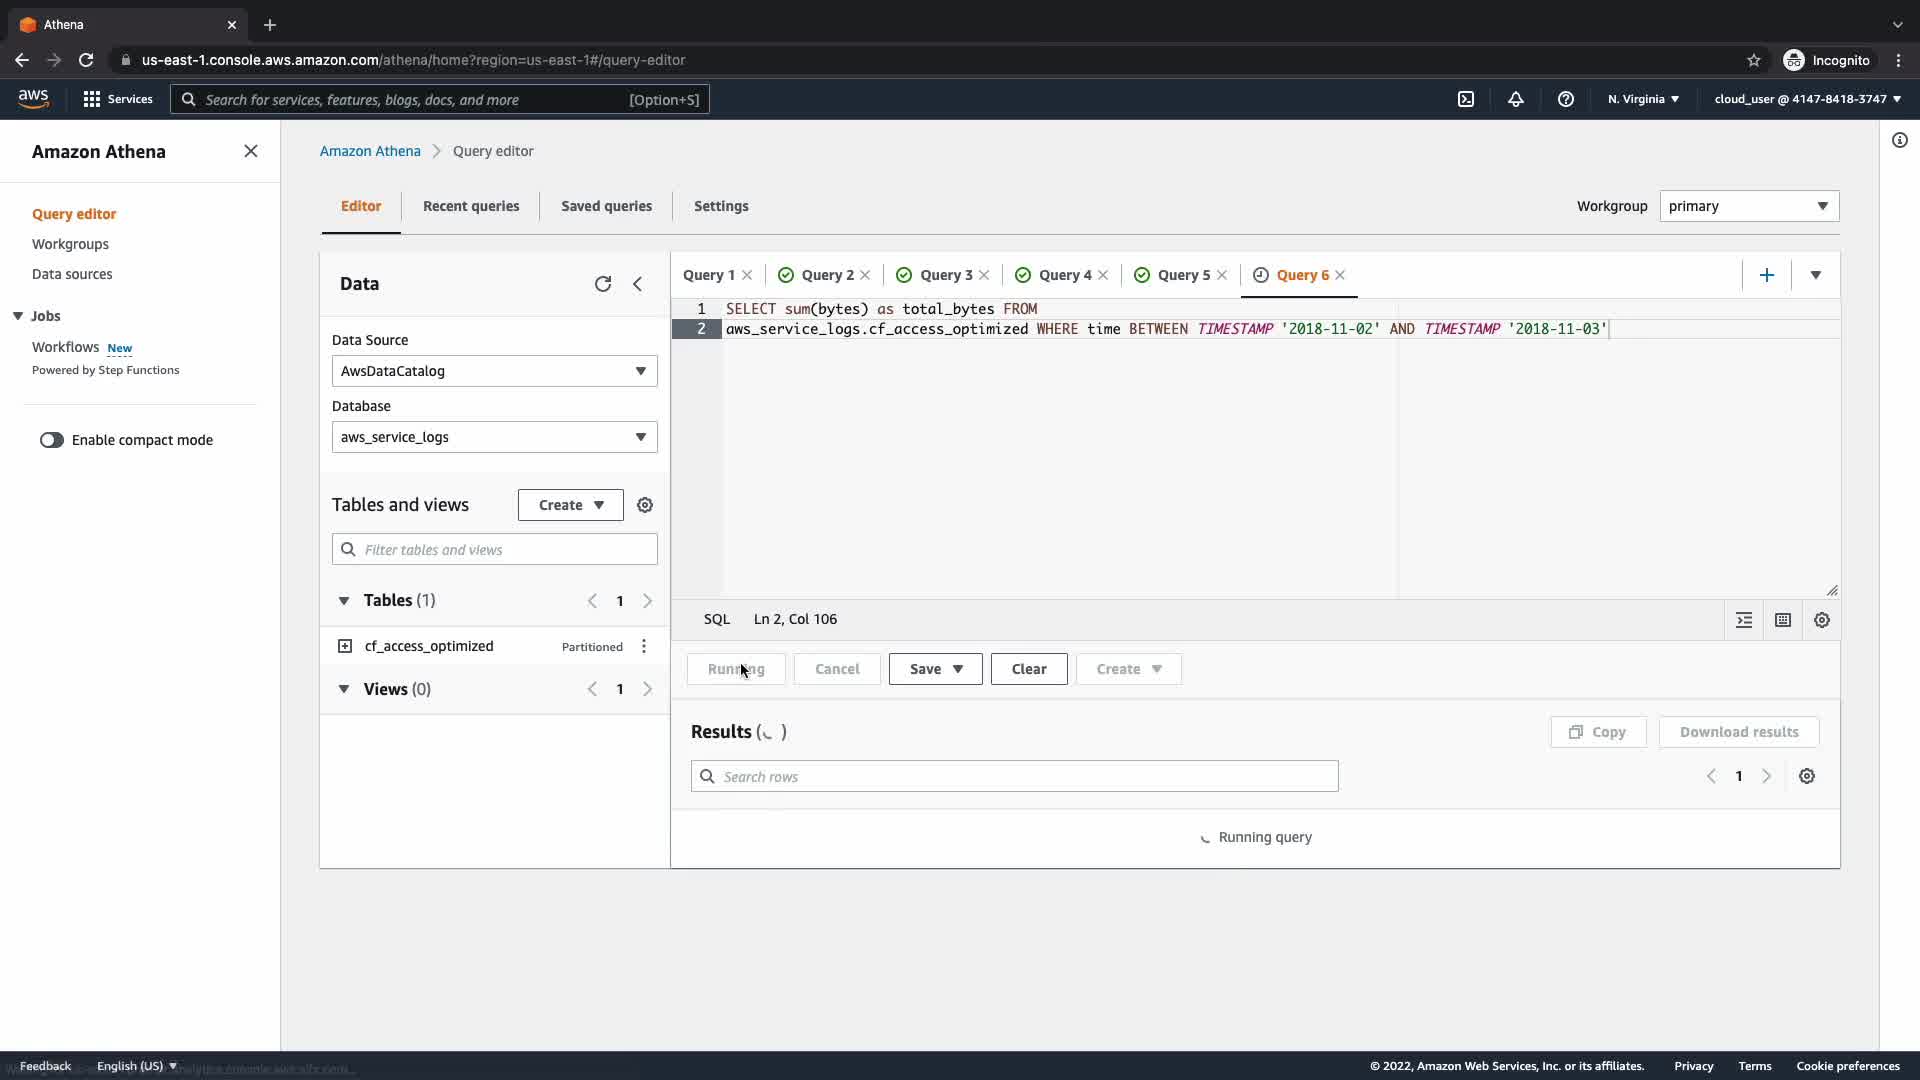 Athena
us-east-1.console.aws.amazon.com/athena/home?region=us-east-1#/query-editor
Incognito
aws
Services
Search for services, features, blogs, docs, and more
[Option+S]
N. Virginia
cloud_user @ 4147-8418-3747
Amazon Athena
Query editor
Workgroups
Data sources
Jobs
Workflows New
Powered by Step Functions
Enable compact mode
Amazon Athena
Query editor
Editor
Recent queries
Saved queries
Settings
Workgroup
primary
Data
Data Source
AwsDataCatalog
Database
aws_service_logs
Tables and views
Create
Filter tables and views
Tables (1)
1
cf_access_optimized
Partitioned
Views (0)
1
Query 1
Query 2
Query 3
Query 4
Query 5
Query 6
1 SELECT sum(bytes) as total_bytes FROM
2 aws_service_logs.cf_access_optimized WHERE time BETWEEN TIMESTAMP '2018-11-02' AND TIMESTAMP '2018-11-03'
SQL
Ln 2, Col 106
Running
Cancel
Save
Clear
Create
Results ( )
Copy
Download results
Search rows
1
Running query
Feedback
English (US)
© 2022, Amazon Web Services, Inc. or its affiliates.
Privacy
Terms
Cookie preferences